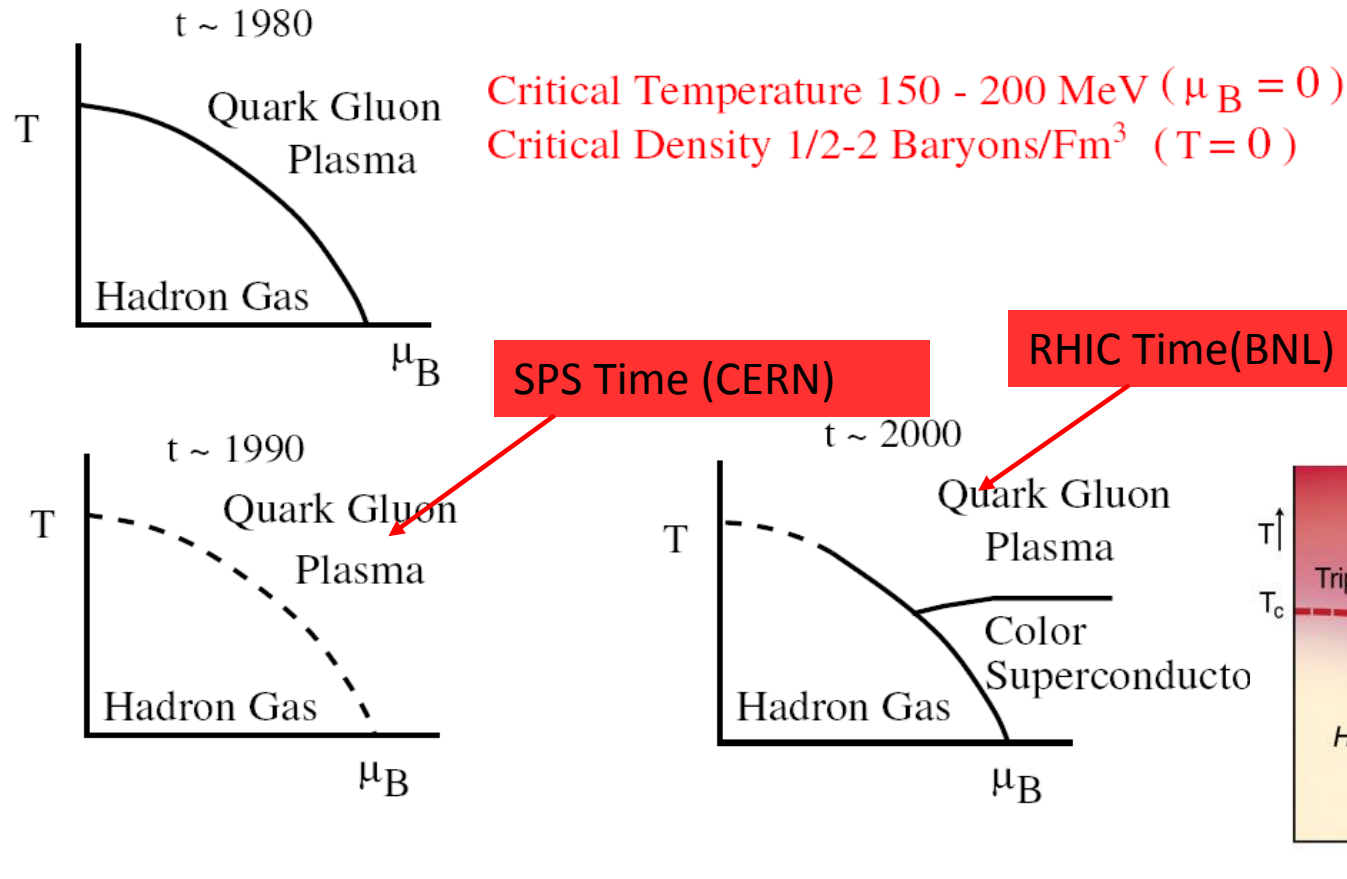 t ~ 1980
T
Quark Gluon
Plasma
Hadron Gas
μB
Critical Temperature 150 - 200 MeV ( μ B = 0 )
Critical Density 1/2-2 Baryons/Fm³ ( T = 0 )
SPS Time (CERN)
RHIC Time(BNL)
t ~ 1990
T
Quark Gluon
Plasma
Hadron Gas
μB
t ~ 2000
T
Quark Gluon
Plasma
Color
Superconducto
Hadron Gas
μB
T↑
Tc